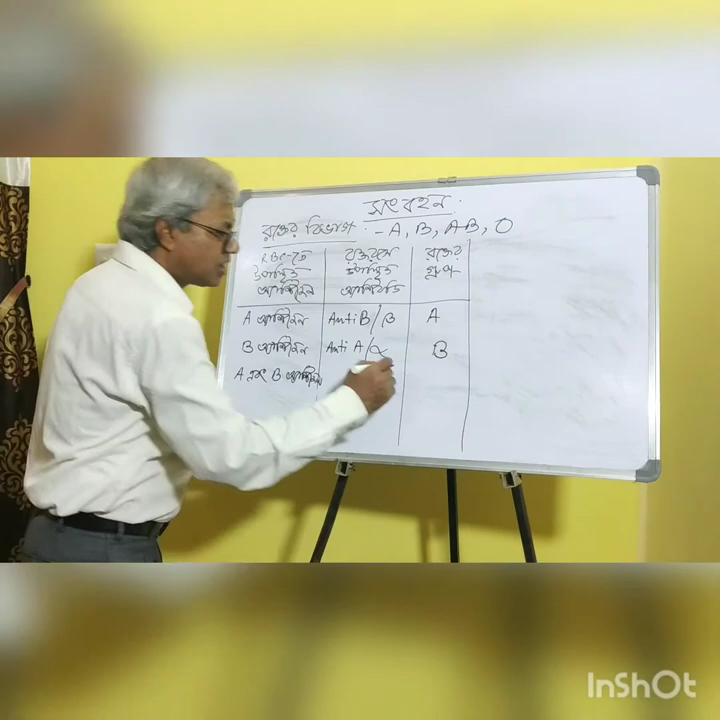 সংবহন :
রক্তের বিভাগ :- A, B, AB, O
RBC-তে উপস্থিত অ্যান্টিজেন
রক্তরসে উপস্থিত অ্যান্টিবডি
রক্তের গ্রুপ
A অ্যান্টিজেন Anti B/β A
B অ্যান্টিজেন Anti A/α B
A এবং B অ্যান্টিজেন
InShOt